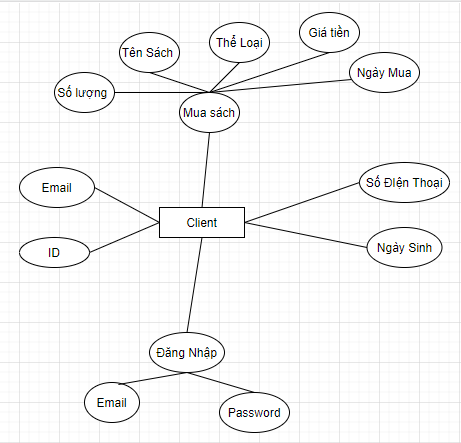 Giá tiền
Thể Loại
Tên Sách
Ngày Mua
Số lượng
Mua sách
Số Điện Thoại
Email
Client
Ngày Sinh
ID
Đăng Nhập
Email
Password